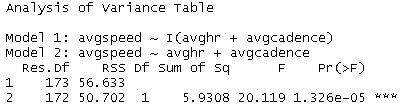 Analysis of Variance Table
Model 1: avgspeed ~ I(avghr + avgcadence)
Model 2: avgspeed ~ avghr + avgcadence
Res.Df RSS Df Sum of Sq F Pr(>F)
1 173 56.633
2 172 50.702 1 5.9308 20.119 1.326e-05 ***